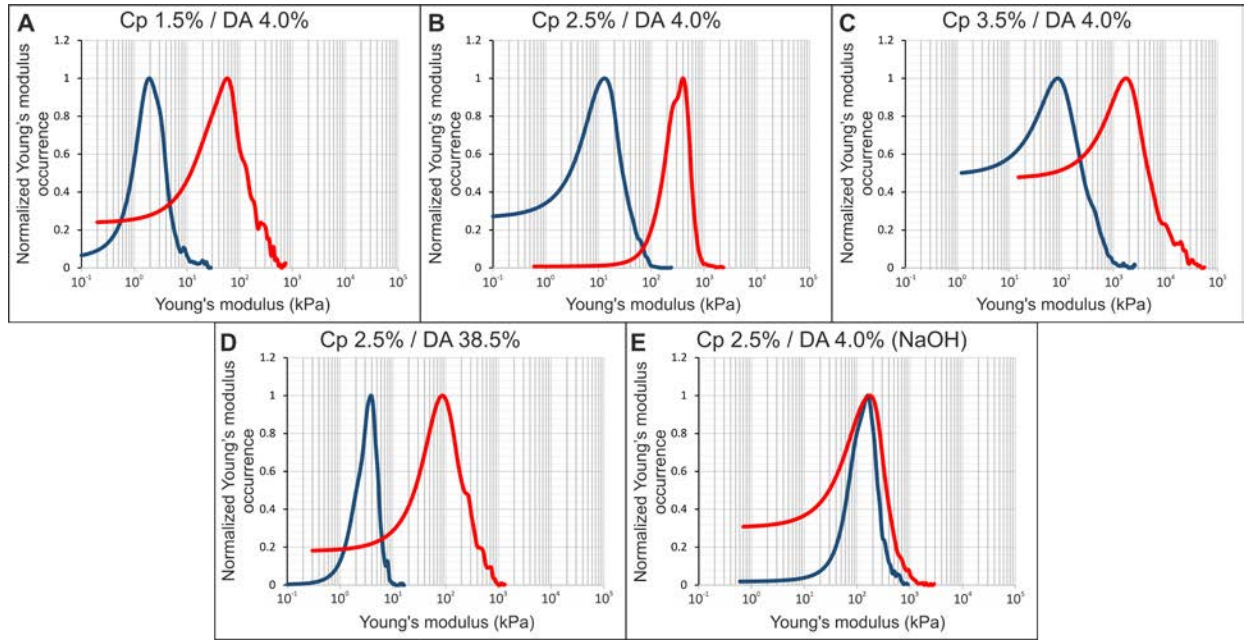 A Cp 1.5% / DA 4.0%
Normalized Young's modulus
occurrence
1.2
1
0.8
0.6
0.4
0.2
0
10⁻¹ 10⁰ 10¹ 10² 10³ 10⁴ 10⁵
Young's modulus (kPa)
B Cp 2.5% / DA 4.0%
Normalized Young's modulus
occurrence
1.2
1
0.8
0.6
0.4
0.2
0
10⁻¹ 10⁰ 10¹ 10² 10³ 10⁴ 10⁵
Young's modulus (kPa)
C Cp 3.5% / DA 4.0%
Normalized Young's modulus
occurrence
1.2
1
0.8
0.6
0.4
0.2
0
10⁻¹ 10⁰ 10¹ 10² 10³ 10⁴ 10⁵
Young's modulus (kPa)
D Cp 2.5% / DA 38.5%
Normalized Young's modulus
occurrence
1.2
1
0.8
0.6
0.4
0.2
0
10⁻¹ 10⁰ 10¹ 10² 10³ 10⁴ 10⁵
Young's modulus (kPa)
E Cp 2.5% / DA 4.0% (NaOH)
Normalized Young's modulus
occurrence
1.2
1
0.8
0.6
0.4
0.2
0
10⁻¹ 10⁰ 10¹ 10² 10³ 10⁴ 10⁵
Young's modulus (kPa)